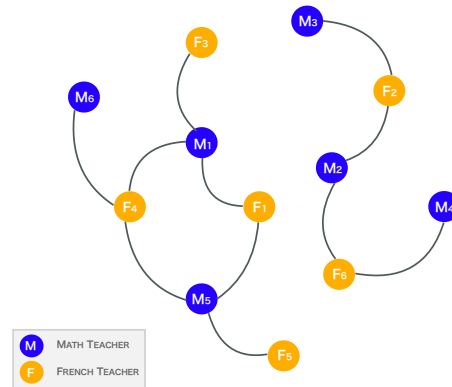 M3
F3
F2
M6
M1
M2
F4
F1
M4
F6
M5
F5
M MATH TEACHER
F FRENCH TEACHER